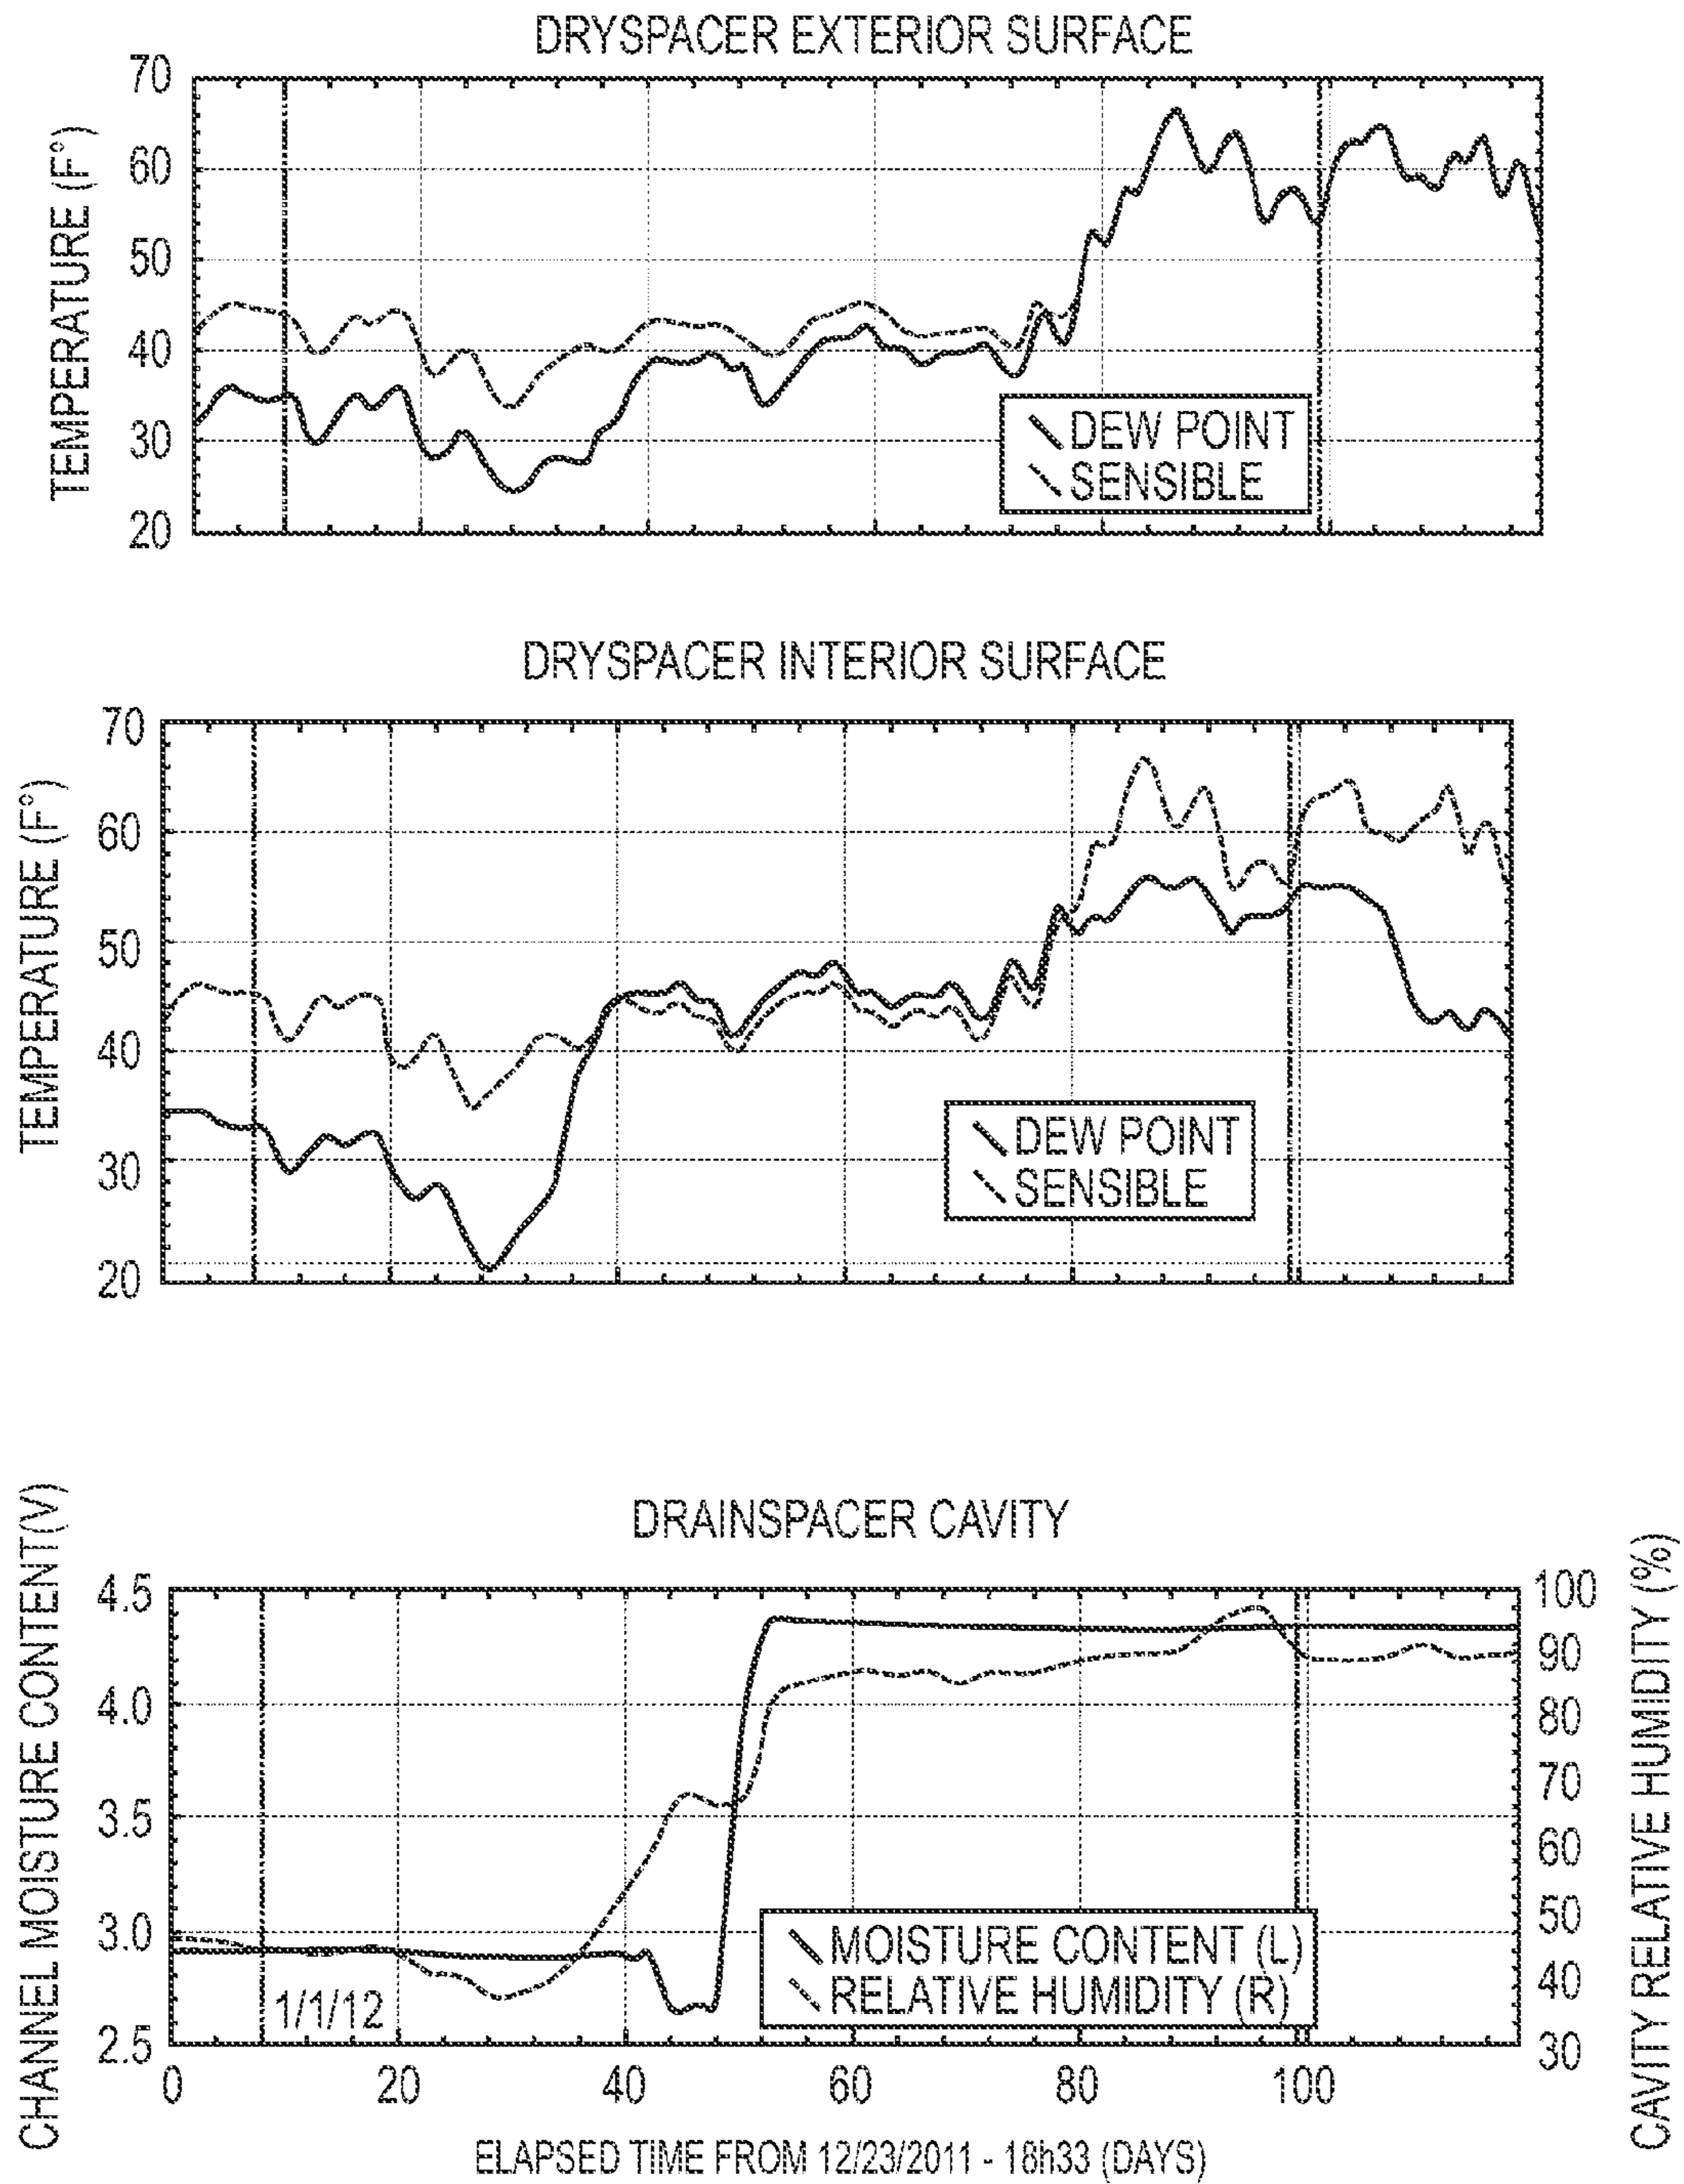 DRYSPACER EXTERIOR SURFACE
TEMPERATURE (F°)
70
60
50
40
30
20
DEW POINT
SENSIBLE
DRYSPACER INTERIOR SURFACE
TEMPERATURE (F°)
70
60
50
40
30
20
DEW POINT
SENSIBLE
DRAINSPACER CAVITY
CHANNEL MOISTURE CONTENT(V)
4.5
4.0
3.5
3.0
2.5
1/1/12
MOISTURE CONTENT (L)
RELATIVE HUMIDITY (R)
100
90
80
70
60
50
40
30
CAVITY RELATIVE HUMIDITY (%)
0 20 40 60 80 100
ELAPSED TIME FROM 12/23/2011 - 18h33 (DAYS)